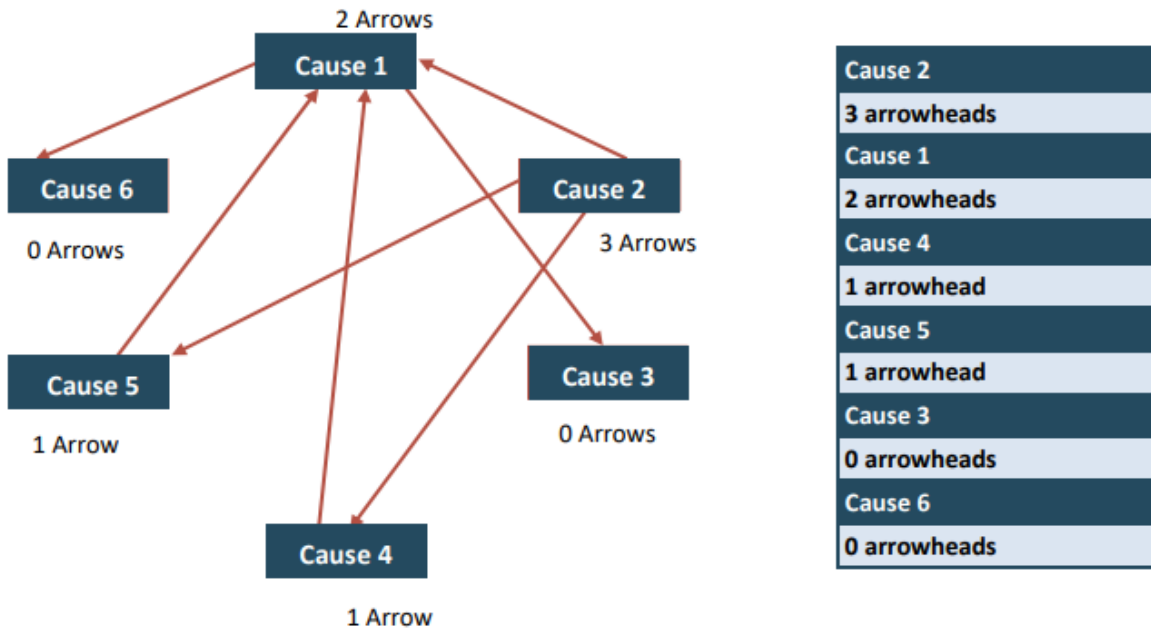 2 Arrows
Cause 1
Cause 6
0 Arrows
Cause 2
3 Arrows
Cause 5
1 Arrow
Cause 3
0 Arrows
Cause 4
1 Arrow
Cause 2
3 arrowheads
Cause 1
2 arrowheads
Cause 4
1 arrowhead
Cause 5
1 arrowhead
Cause 3
0 arrowheads
Cause 6
0 arrowheads